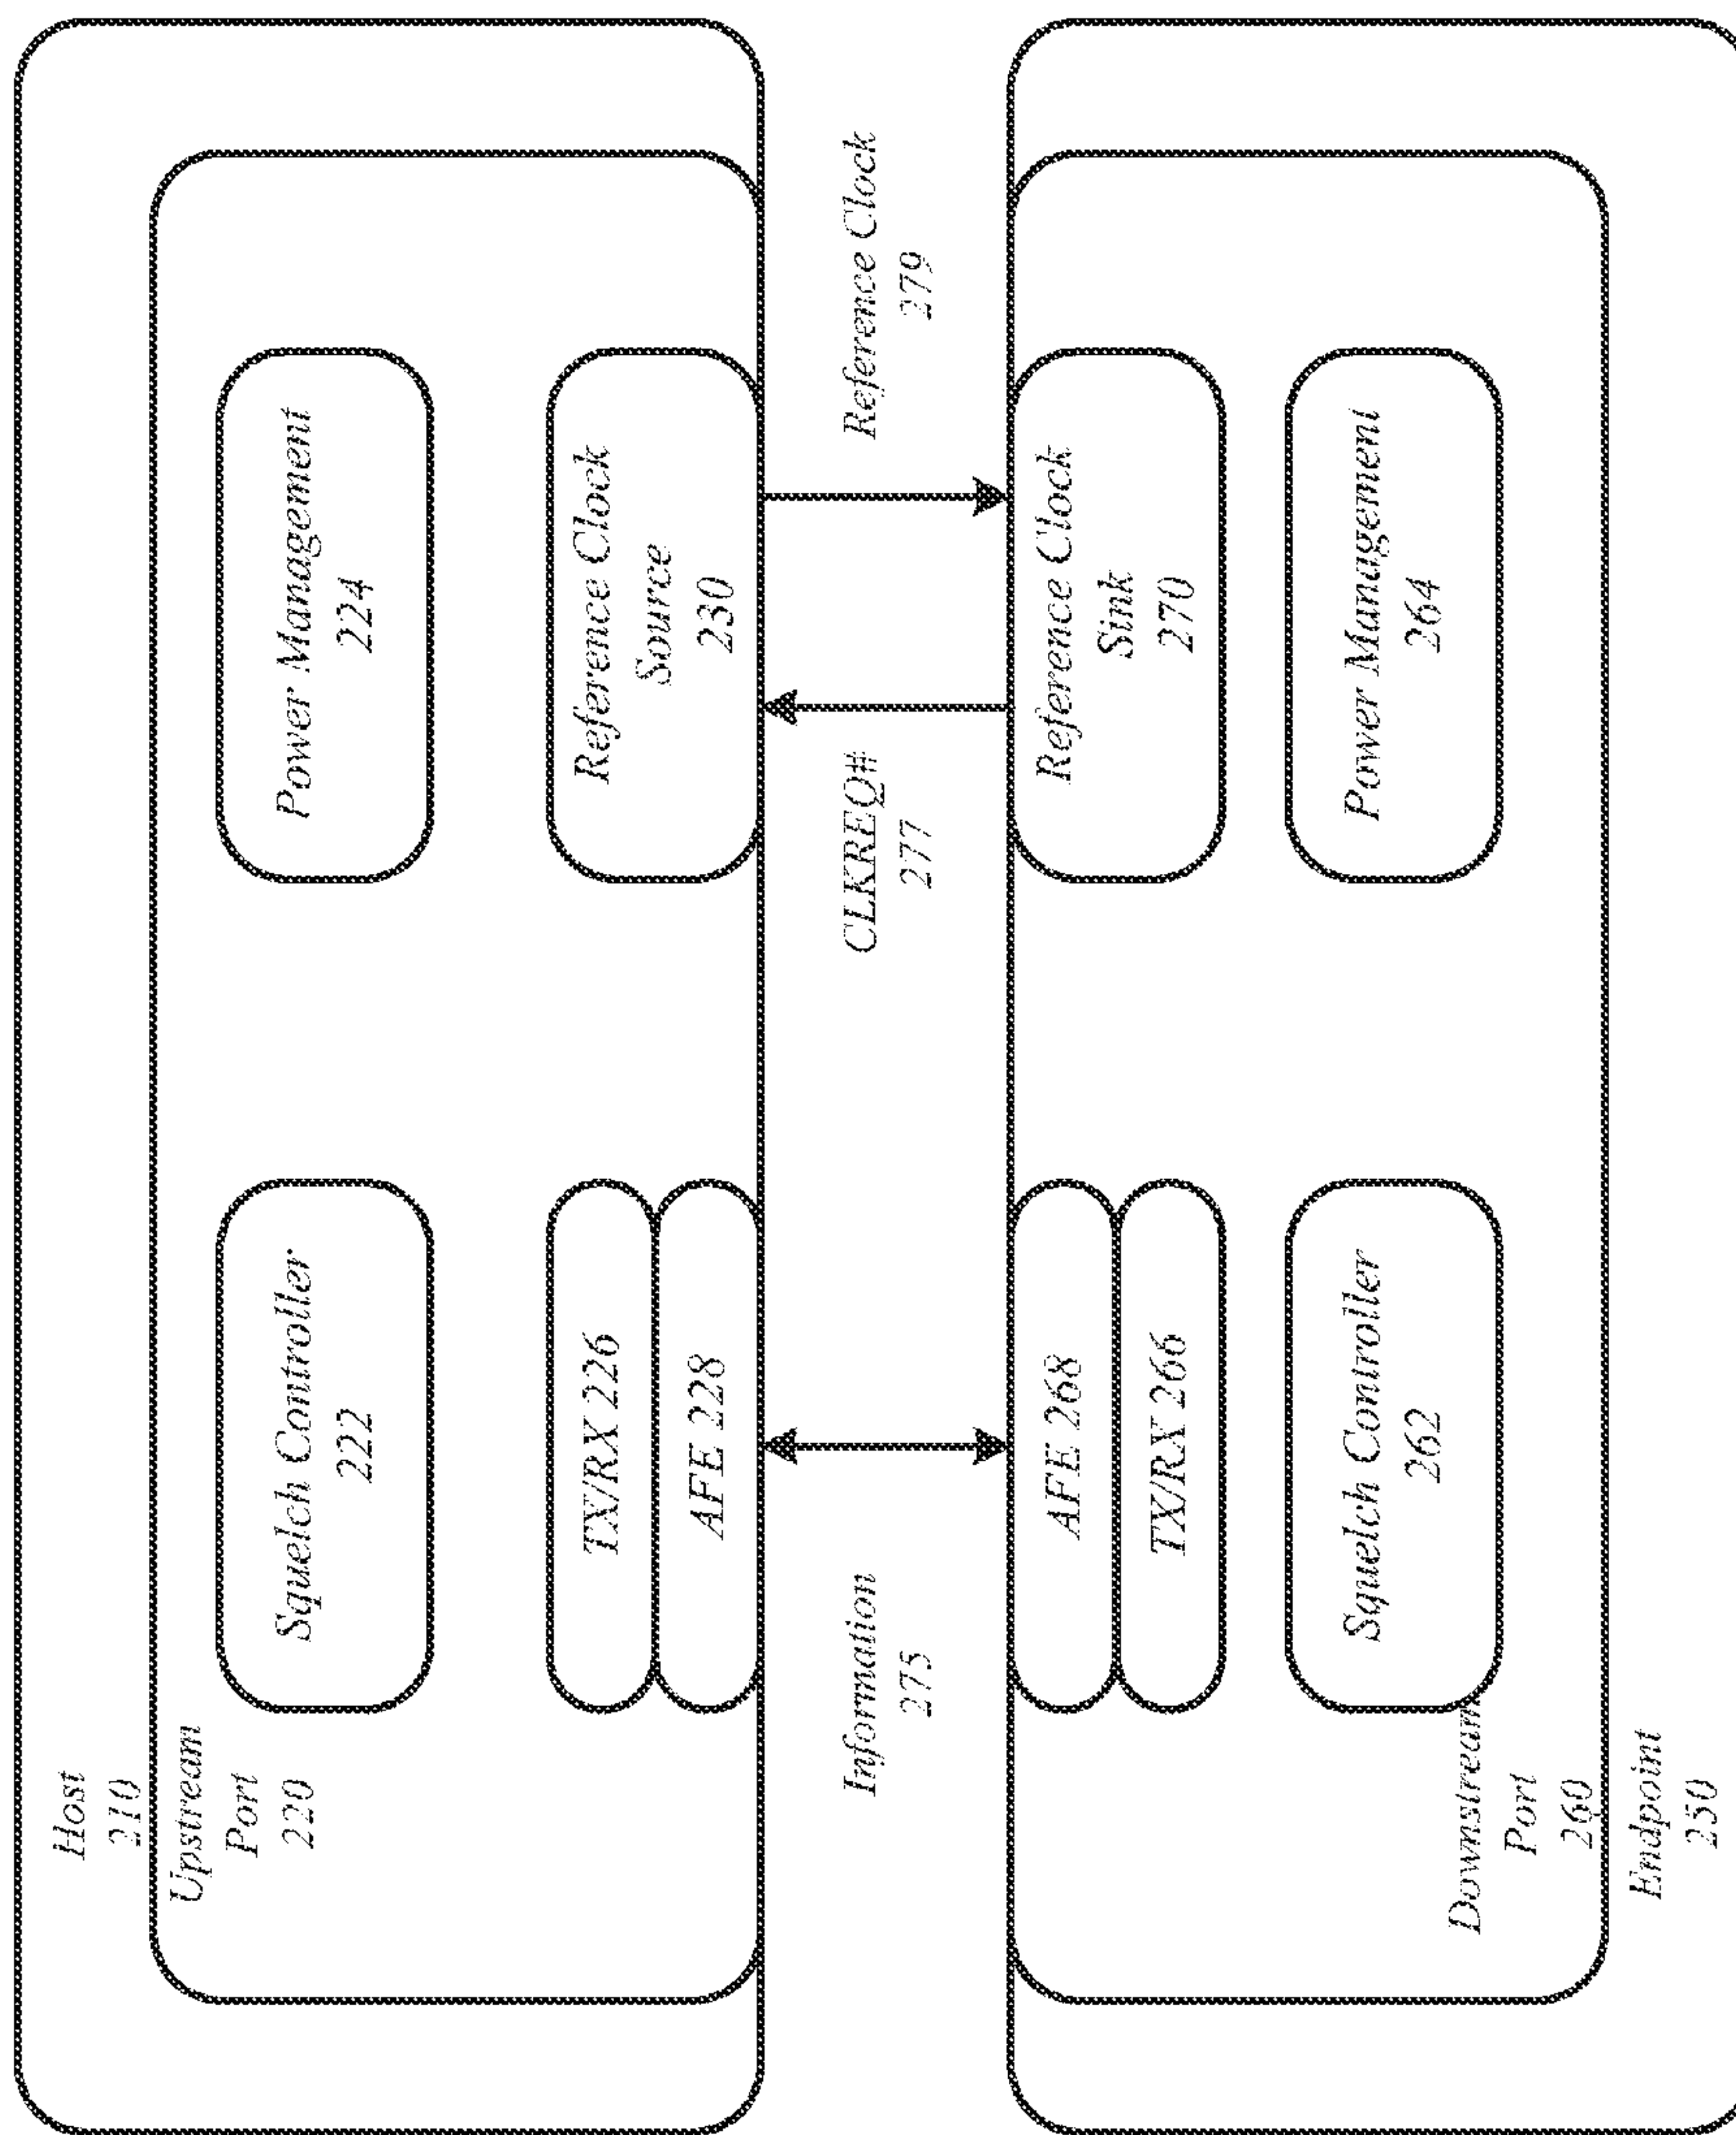 Host
210
Upstream
Port
220
Squelch Controller
222
Power Management
224
TX/RX 226
AFE 228
Reference Clock
Source
230
Information
275
CLKREQ#
277
Reference Clock
279
AFE 268
TX/RX 266
Reference Clock
Sink
270
Squelch Controller
262
Power Management
264
Downstream
Port
260
Endpoint
250